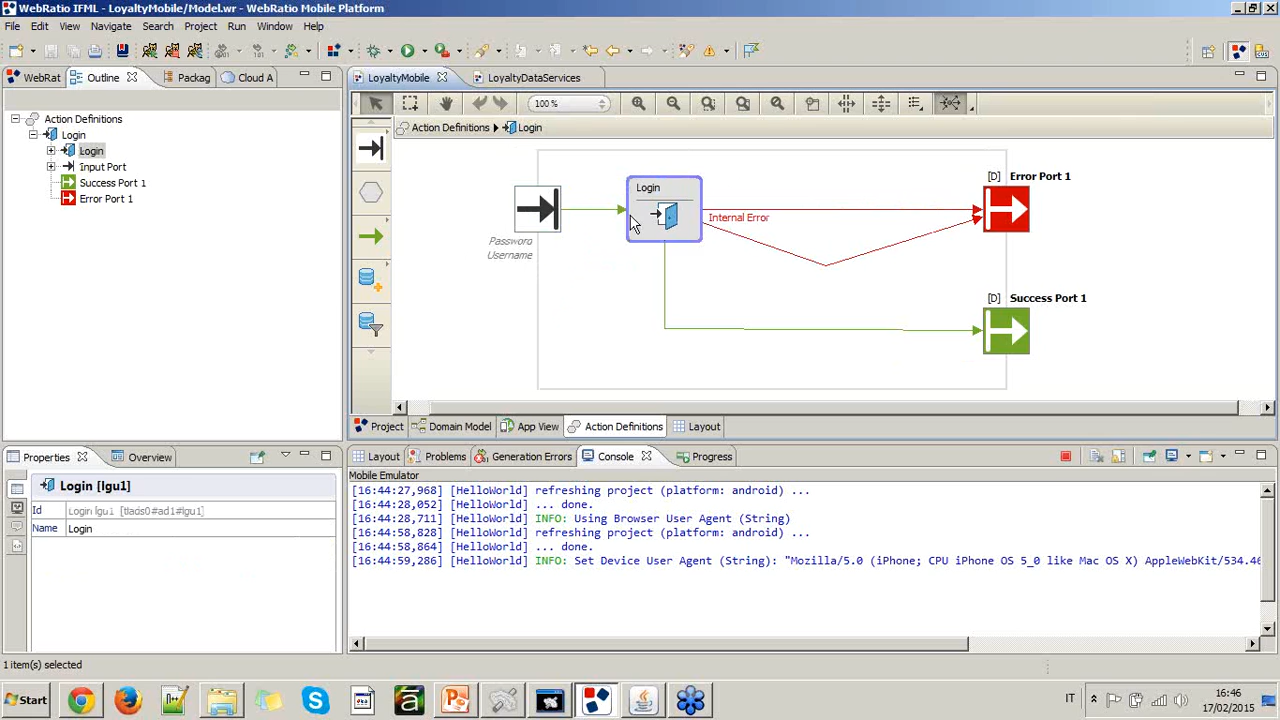 WebRatio IFML - LoyaltyMobile/Model.wr - WebRatio Mobile Platform
File Edit View Navigate Search Project Run Window Help
WebRat Outline Packag Cloud A
Action Definitions
Login
Login
Input Port
Success Port 1
Error Port 1
LoyaltyMobile LoyaltyDataServices
100 %
Action Definitions Login
Password
Username
Login
Internal Error
[D] Error Port 1
[D] Success Port 1
Project Domain Model App View Action Definitions Layout
Properties Overview
Login [lgu1]
Id Login lgu1 [tlads0#ad1#lgu1]
Name Login
Layout Problems Generation Errors Console Progress
Mobile Emulator
[16:44:27,968] [HelloWorld] refreshing project (platform: android) ...
[16:44:28,052] [HelloWorld] ... done.
[16:44:28,711] [HelloWorld] INFO: Using Browser User Agent (String)
[16:44:58,804] [HelloWorld] refreshing project (platform: android) ...
[16:44:58,864] [HelloWorld] ... done.
[16:44:59,286] [HelloWorld] INFO: Set Device User Agent (String): "Mozilla/5.0 (iPhone; CPU iPhone OS 5_0 like Mac OS X) AppleWebKit/534.46
1 item(s) selected
Start
IT
16:46
17/02/2015